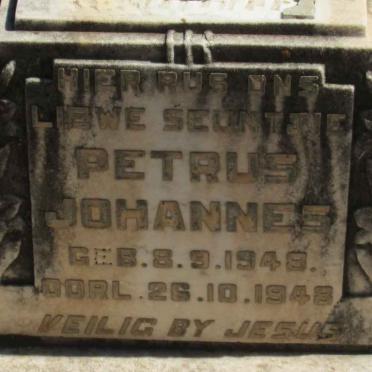 HIER RUS ONS
LIEWE SEUNTJIE
PETRUS
JOHANNES
GEB. 8. 9. 1948.
OORL. 26. 10. 1948
VEILIG BY JESUS